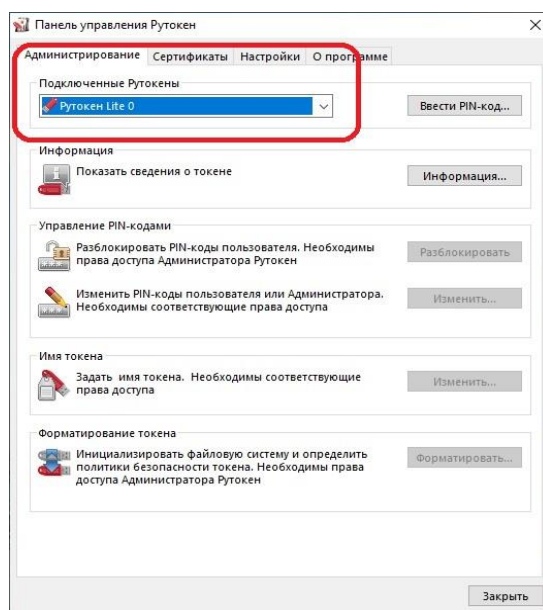 Панель управления Рутокен
Администрирование Сертификаты Настройки О программе
Подключенные Рутокены
Рутокен Lite 0
Ввести PIN-код...
Информация
Показать сведения о токене
Информация...
Управление PIN-кодами
Разблокировать PIN-коды пользователя. Необходимы
права доступа Администратора Рутокен
Разблокировать
Изменить PIN-коды пользователя или Администратора.
Необходимы соответствующие права доступа
Изменить...
Имя токена
Задать имя токена. Необходимы соответствующие
права доступа
Изменить...
Форматирование токена
Инициализировать файловую систему и определить
политики безопасности токена. Необходимы права
доступа Администратора Рутокен
Форматировать...
Закрыть